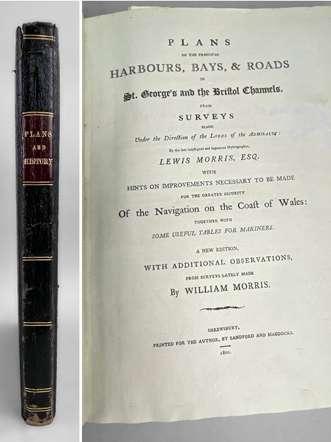 PLANS
AND
HISTORY
PLANS
OF THE PRINCIPAL
HARBOURS, BAYS, & ROADS
IN
St. George's and the Bristol Channels,
FROM
SURVEYS
MADE
Under the Direction of the LORDS of the ADMIRALTY:
By the late intelligent and ingenious Hydrographer,
LEWIS MORRIS, ESQ.
WITH
HINTS ON IMPROVEMENTS NECESSARY TO BE MADE
FOR THE GREATER SECURITY
Of the Navigation on the Coast of Wales:
TOGETHER WITH
SOME USEFUL TABLES FOR MARINERS.
A NEW EDITION,
WITH ADDITIONAL OBSERVATIONS,
FROM SURVEYS LATELY MADE
By WILLIAM MORRIS.
SHREWSBURY,
PRINTED FOR THE AUTHOR, BY SANDFORD AND MADDOCKS.
1801.